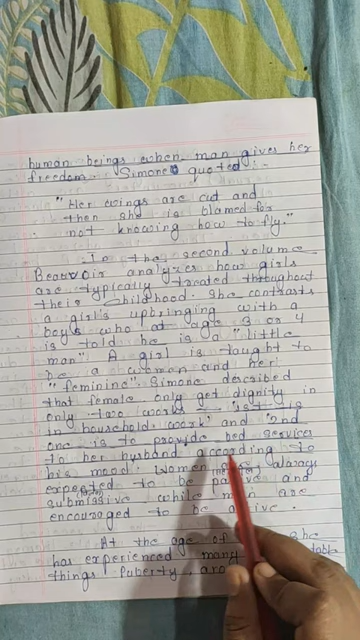 human beings when man gives her
freedom. Simone quoted :-
"Her wings are cut and
then she is blamed for
not knowing how to fly."
In the second volume
Beauvoir analyzes how girls
are typically treated throughout
their childhood. She contrasts
a girl's upbringing with a
boy's who at age 3 or 4
is told he is a "little
man". A girl is taught to
be a woman and her
"feminine". Simone described
that female only get dignity in
only two works - "1st is
in household work" and "2nd
one is to provide bed services
to her husband according to
his mood. Women
expected to be passive and
submissive while men are
encouraged to be active.
At the age of she
has experienced many
things Puberty,